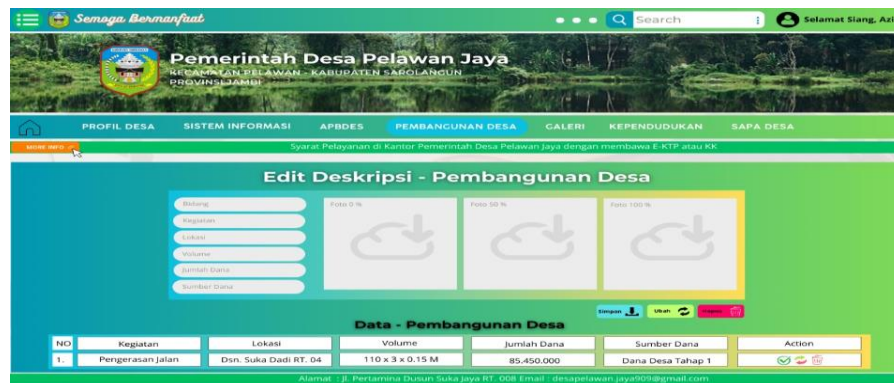 Semoga Bermanfaat
Search
Selamat Siang, Azi
Pemerintah Desa Pelawan Jaya
KECAMATAN PELAWAN - KABUPATEN SAROLANGUN
PROVINSI JAMBI
PROFIL DESA SISTEM INFORMASI APBDES PEMBANGUNAN DESA GALERI KEPENDUDUKAN SAPA DESA
MORE INFO
Syarat Pelayanan di Kantor Pemerintah Desa Pelawan Jaya dengan membawa E-KTP atau KK
Edit Deskripsi - Pembangunan Desa
Bidang
Kegiatan
Lokasi
Volume
Jumlah Dana
Sumber Dana
Foto 0 % Foto 50 % Foto 100 %
Simpan Ubah Hapus
Data - Pembangunan Desa
NO Kegiatan Lokasi Volume Jumlah Dana Sumber Dana Action
1. Pengerasan Jalan Dsn. Suka Dadi RT. 04 110 x 3 x 0.15 M 85.450.000 Dana Desa Tahap 1
Alamat : Jl. Pertamina Dusun Suka Jaya RT. 008 Email : desapelawan.jaya909@gmail.com